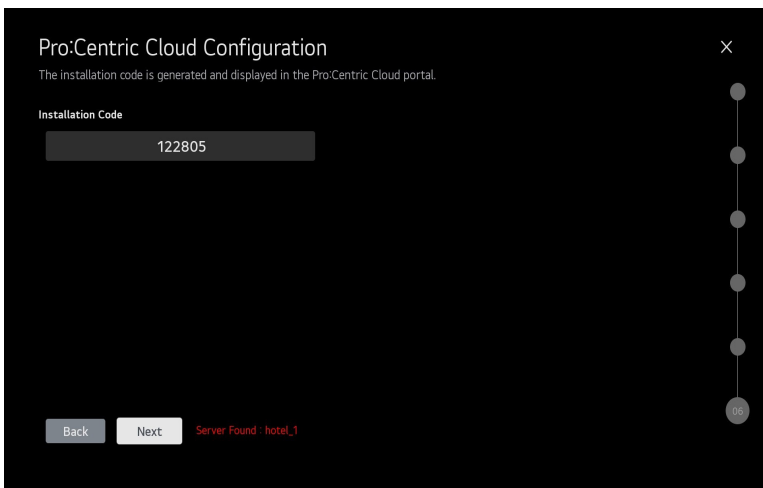 Pro:Centric Cloud Configuration
The installation code is generated and displayed in the Pro:Centric Cloud portal.
Installation Code
122805
06
Back
Next
Server Found : hotel_1